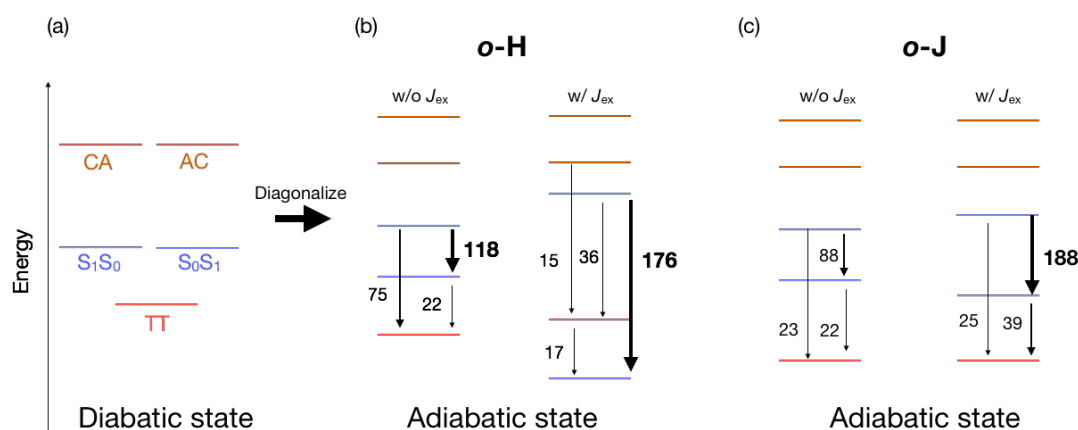 (a)
Energy
CA
AC
S₁S₀
S₀S₁
TT
Diabatic state
Diagonalize
(b)
o-H
w/o Jex
w/ Jex
75
118
22
15
36
176
17
Adiabatic state
(c)
o-J
w/o Jex
w/ Jex
88
23
22
188
25
39
Adiabatic state